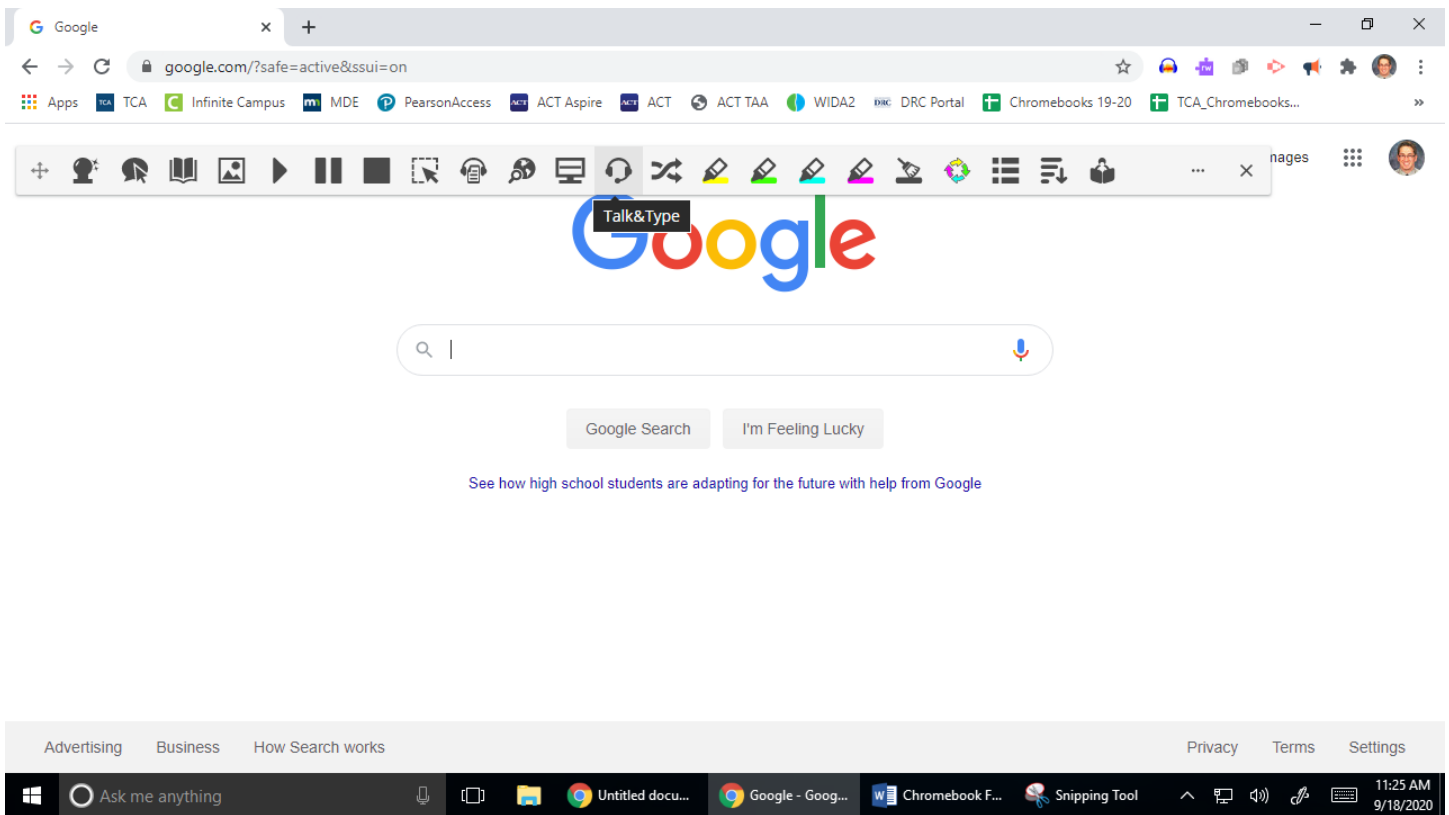 Google
google.com/?safe=active&ssui=on
Apps TCA Infinite Campus MDE PearsonAccess ACT Aspire ACT ACT TAA WIDA2 DRC Portal Chromebooks 19-20 TCA_Chromebooks...
mages
Talk&Type
Google
Google Search I'm Feeling Lucky
See how high school students are adapting for the future with help from Google
Advertising Business How Search works Privacy Terms Settings
Ask me anything Untitled docu... Google - Goog... Chromebook F... Snipping Tool 11:25 AM
9/18/2020